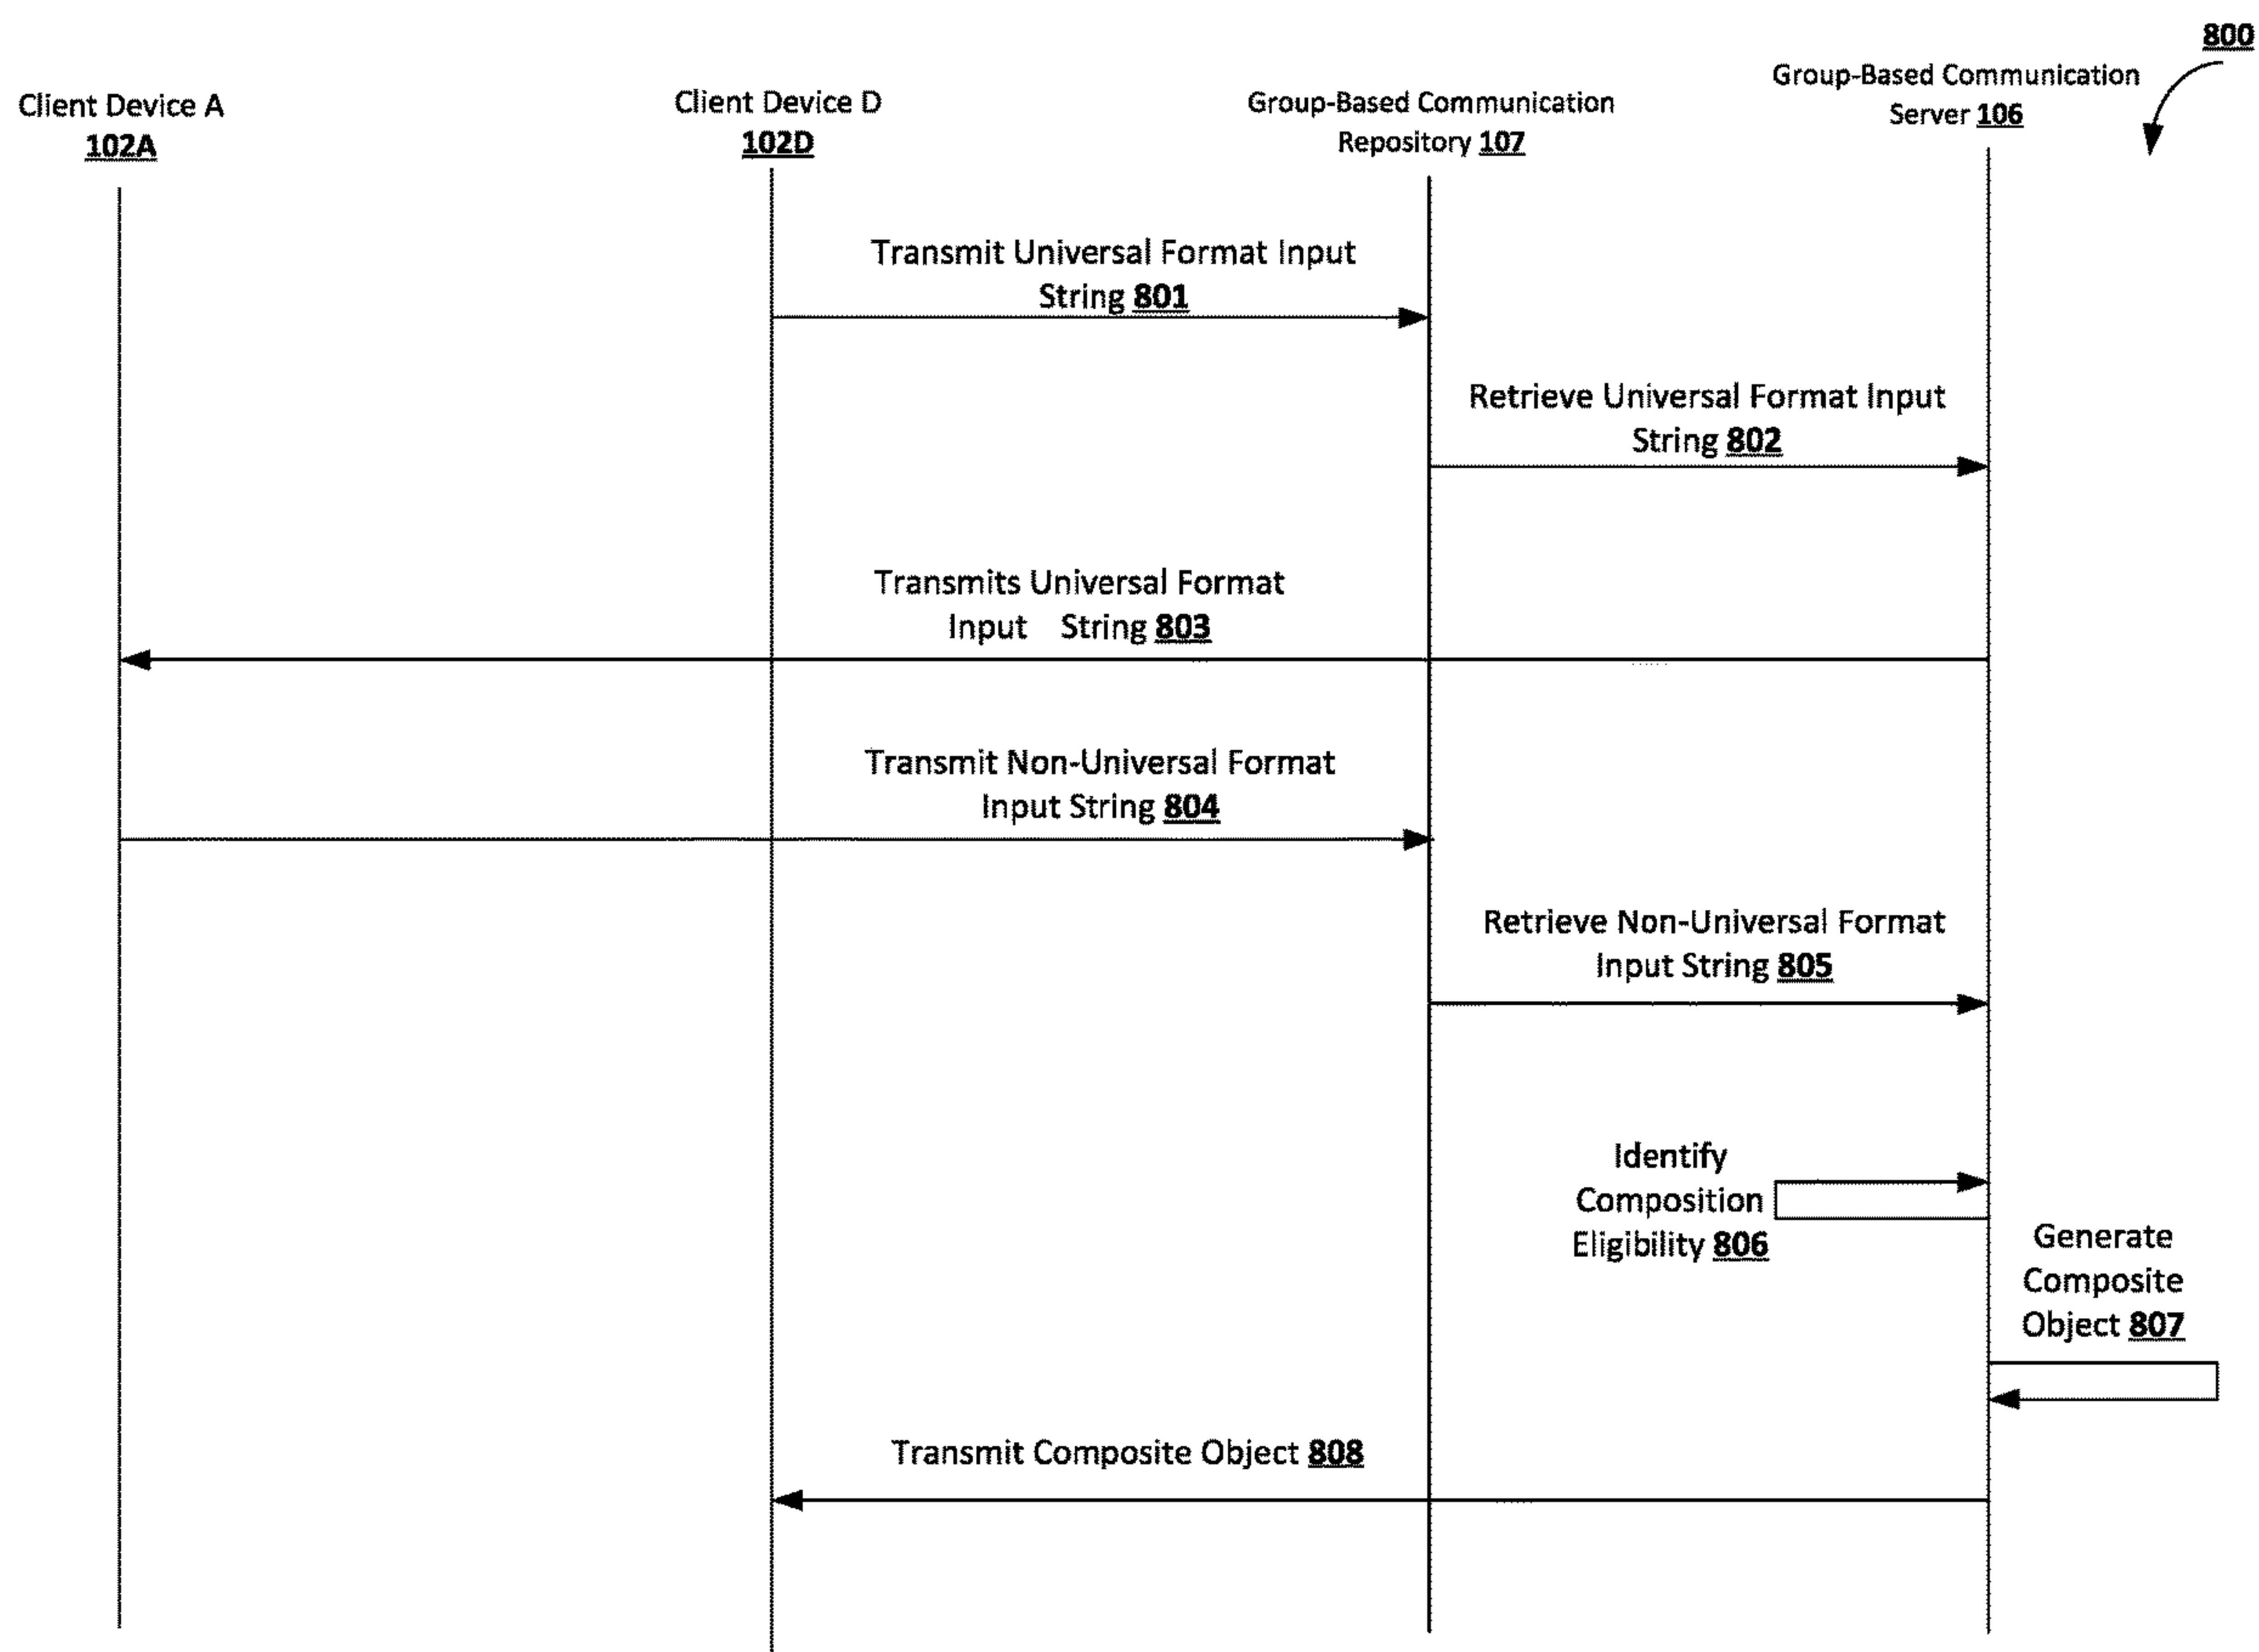 800
Client Device A
102A
Client Device D
102D
Group-Based Communication
Repository 107
Group-Based Communication
Server 106
Transmit Universal Format Input
String 801
Retrieve Universal Format Input
String 802
Transmits Universal Format
Input String 803
Transmit Non-Universal Format
Input String 804
Retrieve Non-Universal Format
Input String 805
Identify
Composition
Eligibility 806
Generate
Composite
Object 807
Transmit Composite Object 808